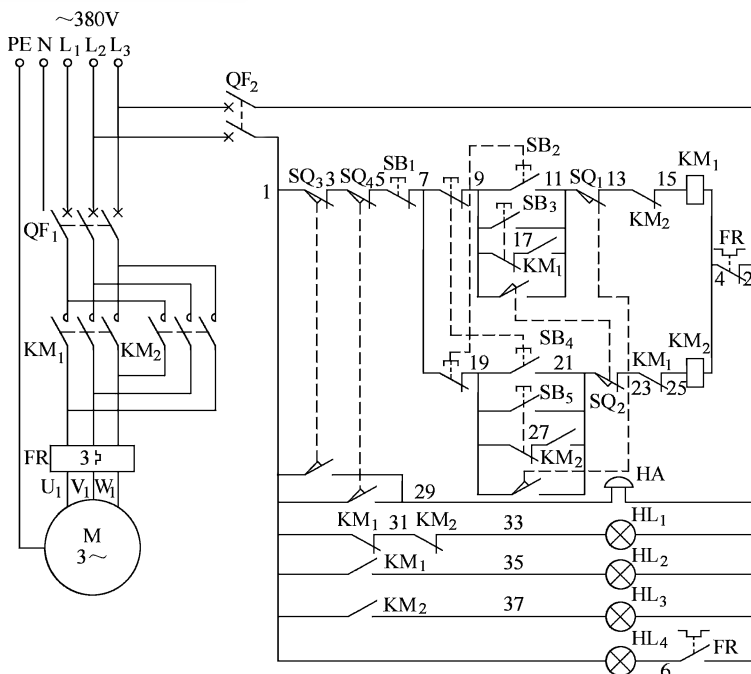 ~380V
PE N L1 L2 L3
QF2
1 SQ3 3 SQ4 5 SB1 7 9 SB2 11 SQ1 13 15 KM1
KM2
SB3
QF1
17
KM1
FR
4 2
KM1 KM2
SB4
19 21 KM1 KM2
23 25
SB5 SQ2
27
KM2
FR 3
U1 V1 W1
29 HA
M
3~
KM1 31 KM2 33 HL1
KM1 35 HL2
KM2 37 HL3
HL4 FR
6